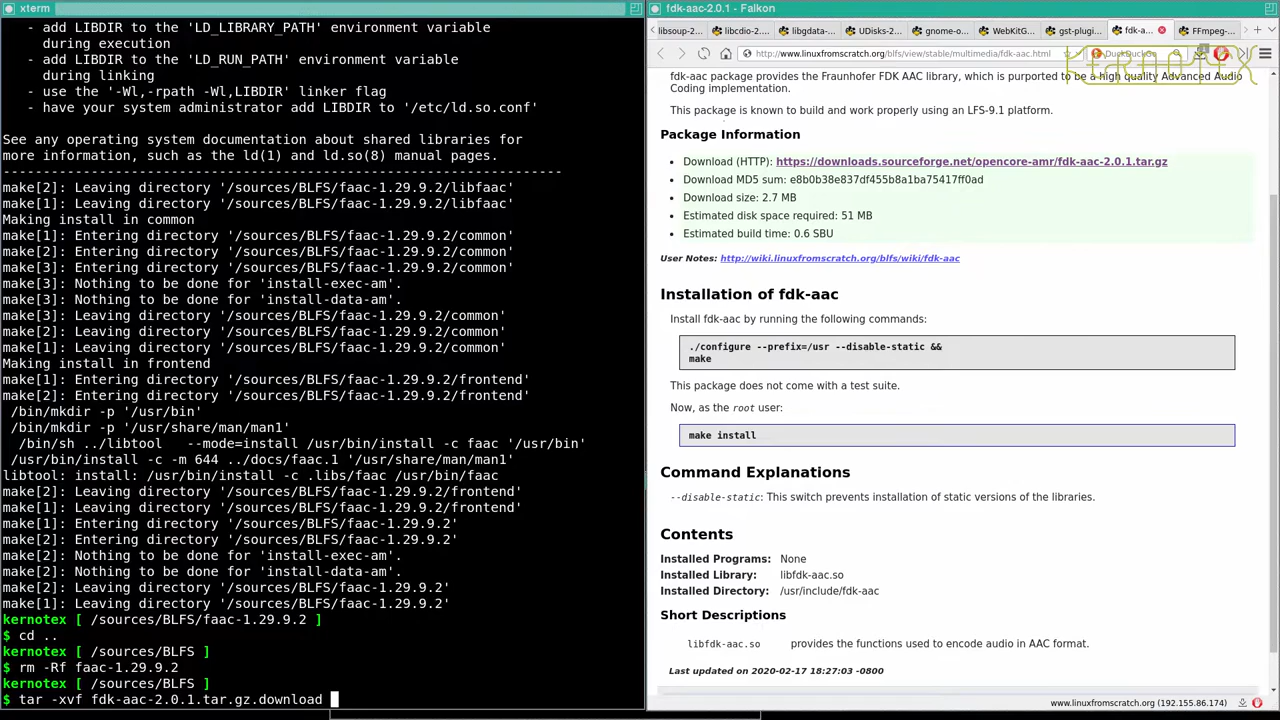 xterm
- add LIBDIR to the 'LD_LIBRARY_PATH' environment variable
during execution
- add LIBDIR to the 'LD_RUN_PATH' environment variable
during linking
- use the '-Wl,-rpath -Wl,LIBDIR' linker flag
- have your system administrator add LIBDIR to '/etc/ld.so.conf'
See any operating system documentation about shared libraries for
more information, such as the ld(1) and ld.so(8) manual pages.
----------------------------------------------------------------------
make[2]: Leaving directory '/sources/BLFS/faac-1.29.9.2/libfaac'
make[1]: Leaving directory '/sources/BLFS/faac-1.29.9.2/libfaac'
Making install in common
make[1]: Entering directory '/sources/BLFS/faac-1.29.9.2/common'
make[2]: Entering directory '/sources/BLFS/faac-1.29.9.2/common'
make[3]: Entering directory '/sources/BLFS/faac-1.29.9.2/common'
make[3]: Nothing to be done for 'install-exec-am'.
make[3]: Nothing to be done for 'install-data-am'.
make[3]: Leaving directory '/sources/BLFS/faac-1.29.9.2/common'
make[2]: Leaving directory '/sources/BLFS/faac-1.29.9.2/common'
make[1]: Leaving directory '/sources/BLFS/faac-1.29.9.2/common'
Making install in frontend
make[1]: Entering directory '/sources/BLFS/faac-1.29.9.2/frontend'
make[2]: Entering directory '/sources/BLFS/faac-1.29.9.2/frontend'
/bin/mkdir -p '/usr/bin'
/bin/mkdir -p '/usr/share/man/man1'
/bin/sh ../libtool   --mode=install /usr/bin/install -c faac '/usr/bin'
/usr/bin/install -c -m 644 ../docs/faac.1 '/usr/share/man/man1'
libtool: install: /usr/bin/install -c .libs/faac /usr/bin/faac
make[2]: Leaving directory '/sources/BLFS/faac-1.29.9.2/frontend'
make[1]: Leaving directory '/sources/BLFS/faac-1.29.9.2/frontend'
make[1]: Entering directory '/sources/BLFS/faac-1.29.9.2'
make[2]: Entering directory '/sources/BLFS/faac-1.29.9.2'
make[2]: Nothing to be done for 'install-exec-am'.
make[2]: Nothing to be done for 'install-data-am'.
make[2]: Leaving directory '/sources/BLFS/faac-1.29.9.2'
make[1]: Leaving directory '/sources/BLFS/faac-1.29.9.2'
kernotex [ /sources/BLFS/faac-1.29.9.2 ]
$ cd ..
kernotex [ /sources/BLFS ]
$ rm -Rf faac-1.29.9.2
kernotex [ /sources/BLFS ]
$ tar -xvf fdk-aac-2.0.1.tar.gz.download
fdk-aac-2.0.1 - Falkon
libsoup-2... libcdio-2... libgdata-... UDisks-2... gnome-o... WebKitG... gst-plugi... fdk-a... FFmpeg-...
http://www.linuxfromscratch.org/blfs/view/stable/multimedia/fdk-aac.html
KERNOTEX
fdk-aac package provides the Fraunhofer FDK AAC library, which is purported to be a high quality Advanced Audio
Coding implementation.
This package is known to build and work properly using an LFS-9.1 platform.
Package Information
Download (HTTP): https://downloads.sourceforge.net/opencore-amr/fdk-aac-2.0.1.tar.gz
Download MD5 sum: e8b0b38e837df455b8a1ba75417ff0ad
Download size: 2.7 MB
Estimated disk space required: 51 MB
Estimated build time: 0.6 SBU
User Notes: http://wiki.linuxfromscratch.org/blfs/wiki/fdk-aac
Installation of fdk-aac
Install fdk-aac by running the following commands:
./configure --prefix=/usr --disable-static &&
make
This package does not come with a test suite.
Now, as the root user:
make install
Command Explanations
--disable-static: This switch prevents installation of static versions of the libraries.
Contents
Installed Programs: None
Installed Library: libfdk-aac.so
Installed Directory: /usr/include/fdk-aac
Short Descriptions
libfdk-aac.so provides the functions used to encode audio in AAC format.
Last updated on 2020-02-17 18:27:03 -0800
www.linuxfromscratch.org (192.155.86.174)